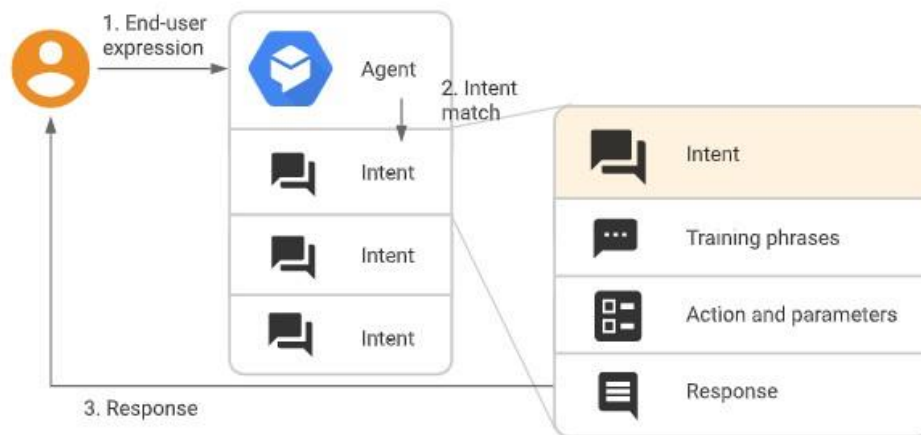 1. End-user
expression
Agent
2. Intent
match
Intent
Intent
Intent
Intent
Training phrases
Action and parameters
Response
3. Response